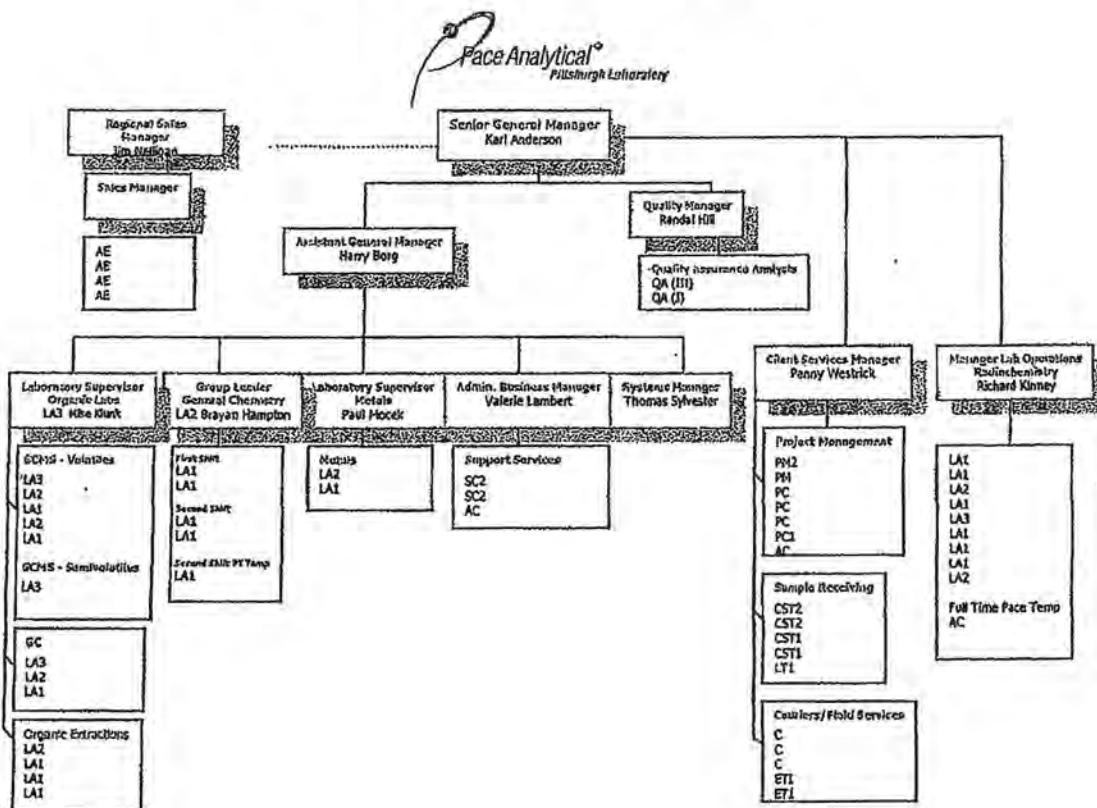 Pace Analytical
Pittsburgh Laboratory
Regional Sales
Manager
Jim
Senior General Manager
Karl Anderson
Sales Manager
AE
AE
AE
AE
Assistant General Manager
Harry Borg
Quality Manager
Randal Hill
-Quality Assurance Analysts
QA (III)
QA (I)
Laboratory Supervisor
Organic Labs
LA3 Mike Klunk
Group Leader
General Chemistry
LA2 Brayan Hampton
Laboratory Supervisor
Metals
Paul Mocek
Admin. Business Manager
Valerie Lambert
Systems Manager
Thomas Sylvester
Client Services Manager
Penny Westrick
Manager Lab Operations
Radiochemistry
Richard Kinney
GCMS - Volatiles
LA3
LA2
LA1
LA2
LA1
GCMS - Semivolatiles
LA3
GC
LA3
LA2
LA1
Organic Extractions
LA2
LA1
LA1
LA1
First Shift
LA1
LA1
Second Shift
LA1
LA1
Second Shift PT Temp
LA1
Metals
LA2
LA1
Support Services
SC2
SC2
AC
Project Management
PM2
PM
PC
PC
PC
PC1
AC
Sample Receiving
CST2
CST2
CST1
CST1
LT1
Couriers/Field Services
C
C
C
ET1
ET1
LA1
LA1
LA2
LA1
LA3
LA1
LA1
LA1
LA2
Full Time Pace Temp
AC